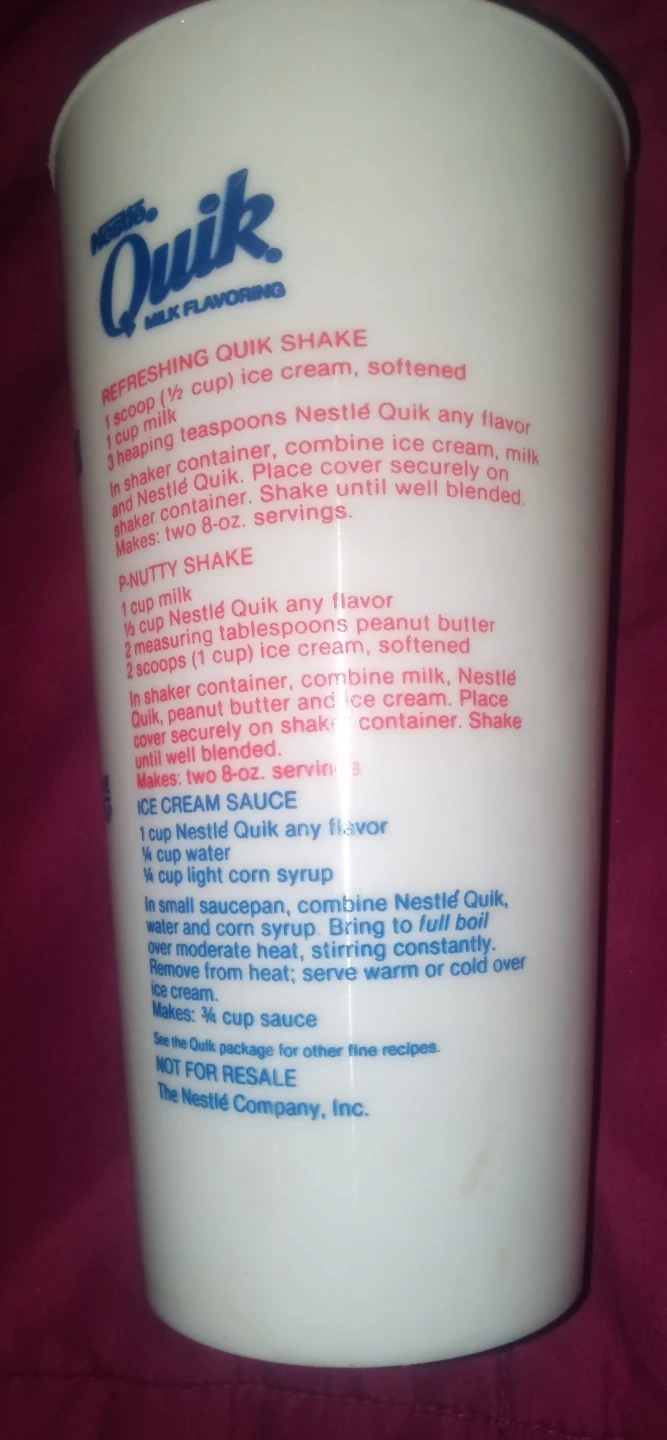 Nestlé®
Quik®
MILK FLAVORING
REFRESHING QUIK SHAKE
1 scoop (½ cup) ice cream, softened
1 cup milk
3 heaping teaspoons Nestlé Quik any flavor
In shaker container, combine ice cream, milk
and Nestlé Quik. Place cover securely on
shaker container. Shake until well blended.
Makes: two 8-oz. servings.
P-NUTTY SHAKE
1 cup milk
⅓ cup Nestlé Quik any flavor
2 measuring tablespoons peanut butter
2 scoops (1 cup) ice cream, softened
In shaker container, combine milk, Nestlé
Quik, peanut butter and ice cream. Place
cover securely on shaker container. Shake
until well blended.
Makes: two 8-oz. servings
ICE CREAM SAUCE
1 cup Nestlé Quik any flavor
¼ cup water
¼ cup light corn syrup
In small saucepan, combine Nestlé Quik,
water and corn syrup. Bring to full boil
over moderate heat, stirring constantly.
Remove from heat; serve warm or cold over
ice cream.
Makes: ¾ cup sauce
See the Quik package for other fine recipes.
NOT FOR RESALE
The Nestlé Company, Inc.